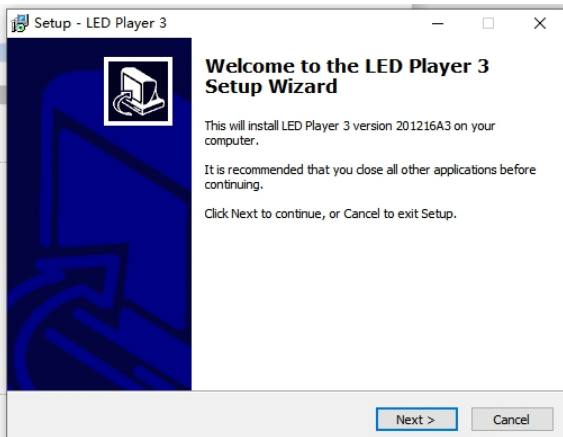 Setup - LED Player 3
Welcome to the LED Player 3
Setup Wizard
This will install LED Player 3 version 201216A3 on your
computer.
It is recommended that you close all other applications before
continuing.
Click Next to continue, or Cancel to exit Setup.
Next >
Cancel